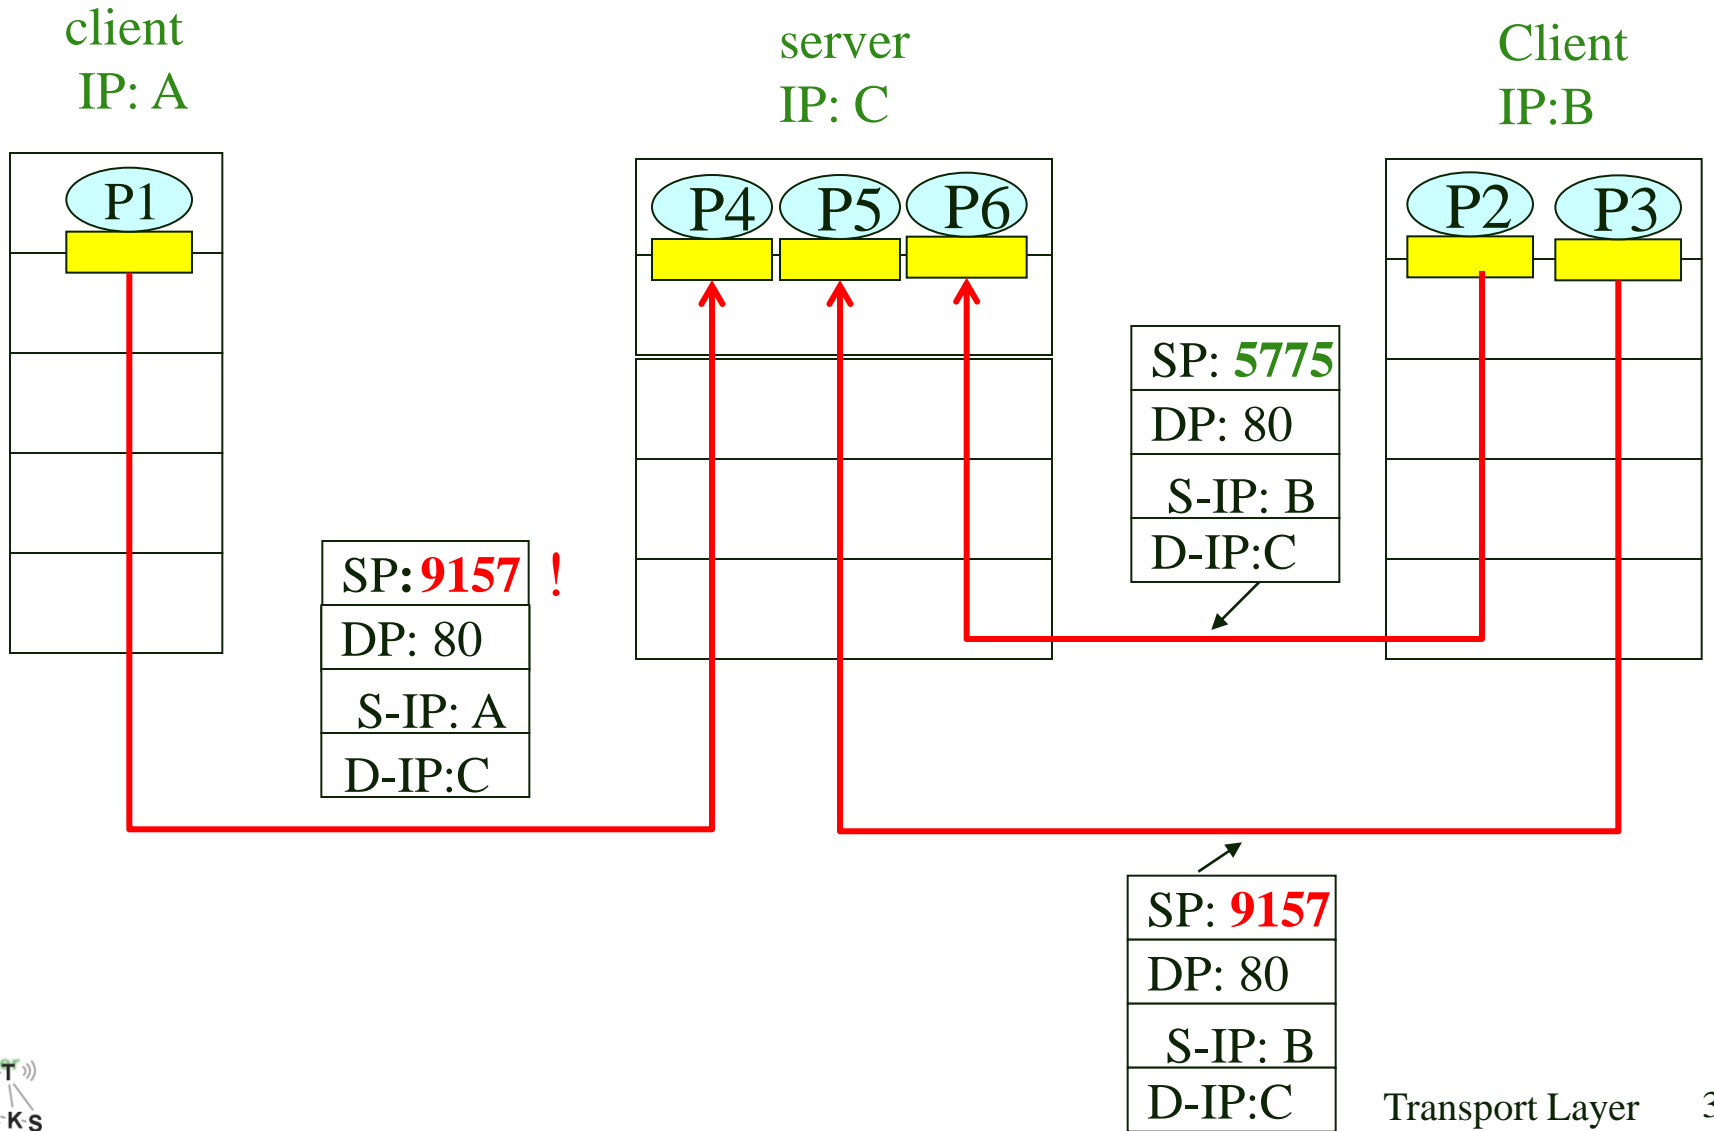 client
IP: A
server
IP: C
Client
IP:B
P1
P4
P5
P6
P2
P3
SP: 5775
DP: 80
S-IP: B
D-IP:C
SP: 9157 !
DP: 80
S-IP: A
D-IP:C
SP: 9157
DP: 80
S-IP: B
D-IP:C
Transport Layer 3
T
K-S